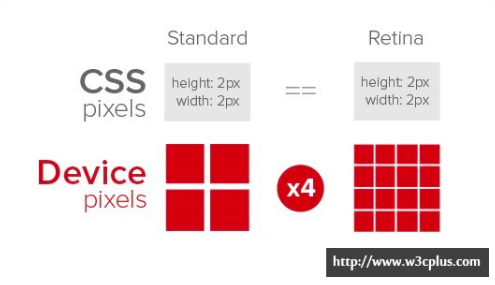 Standard
Retina
CSS
pixels
height: 2px
width: 2px
==
height: 2px
width: 2px
Device
pixels
x4
http://www.w3cplus.com